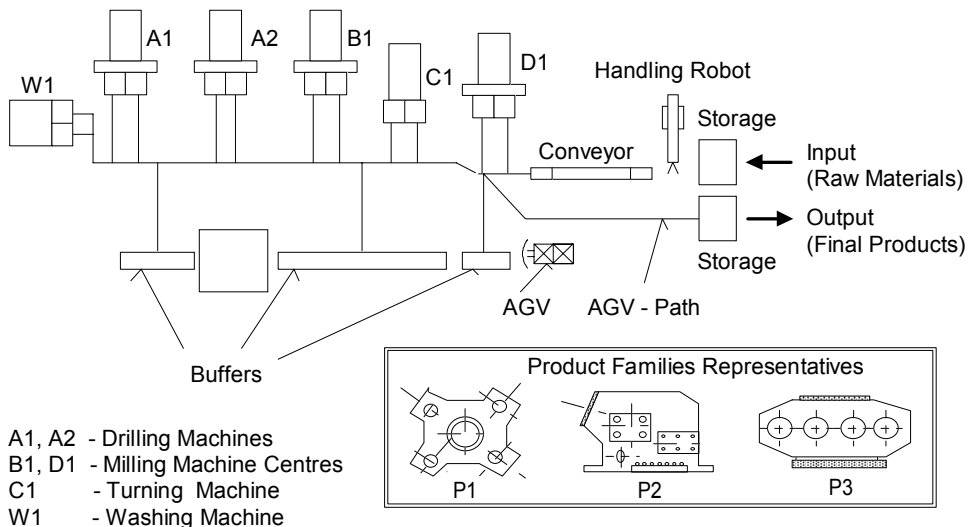 A1
A2
B1
C1
D1
W1
Handling Robot
Storage
Conveyor
Input
(Raw Materials)
Output
(Final Products)
Storage
AGV
AGV - Path
Buffers
Product Families Representatives
P1
P2
P3
A1, A2 - Drilling Machines
B1, D1 - Milling Machine Centres
C1 - Turning Machine
W1 - Washing Machine